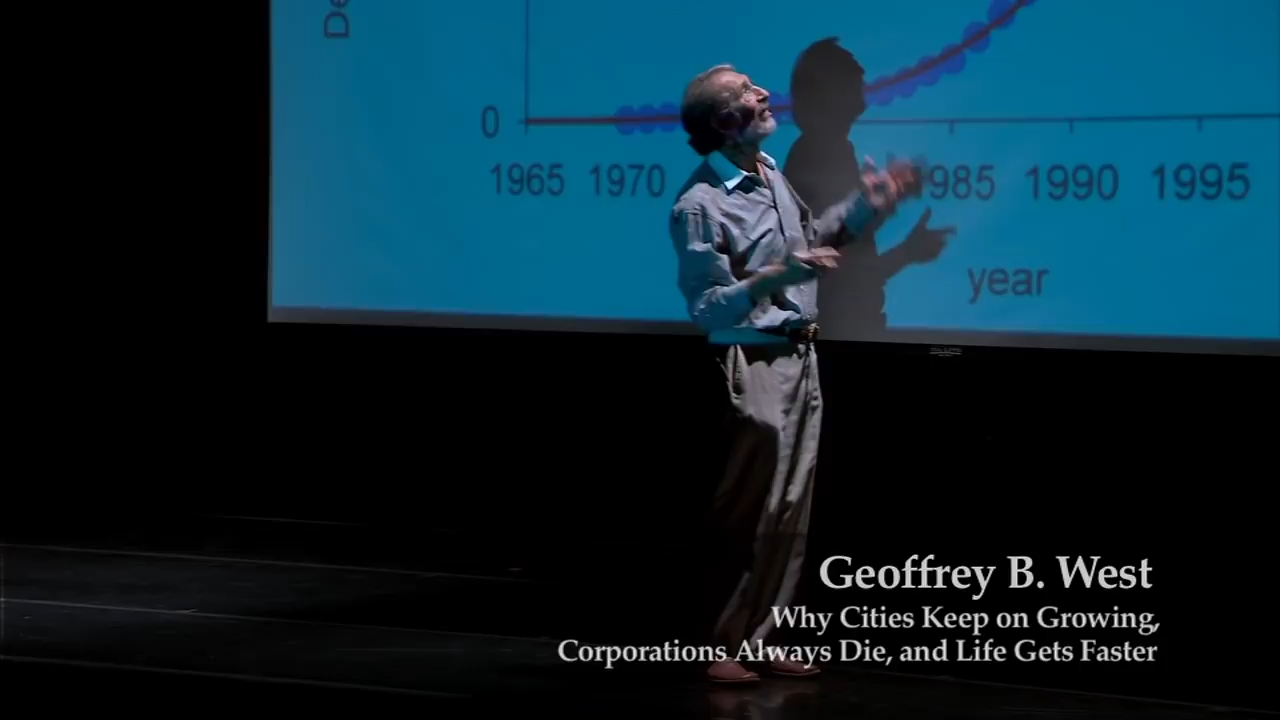 De
0
1965 1970 1985 1990 1995
year
Geoffrey B. West
Why Cities Keep on Growing,
Corporations Always Die, and Life Gets Faster